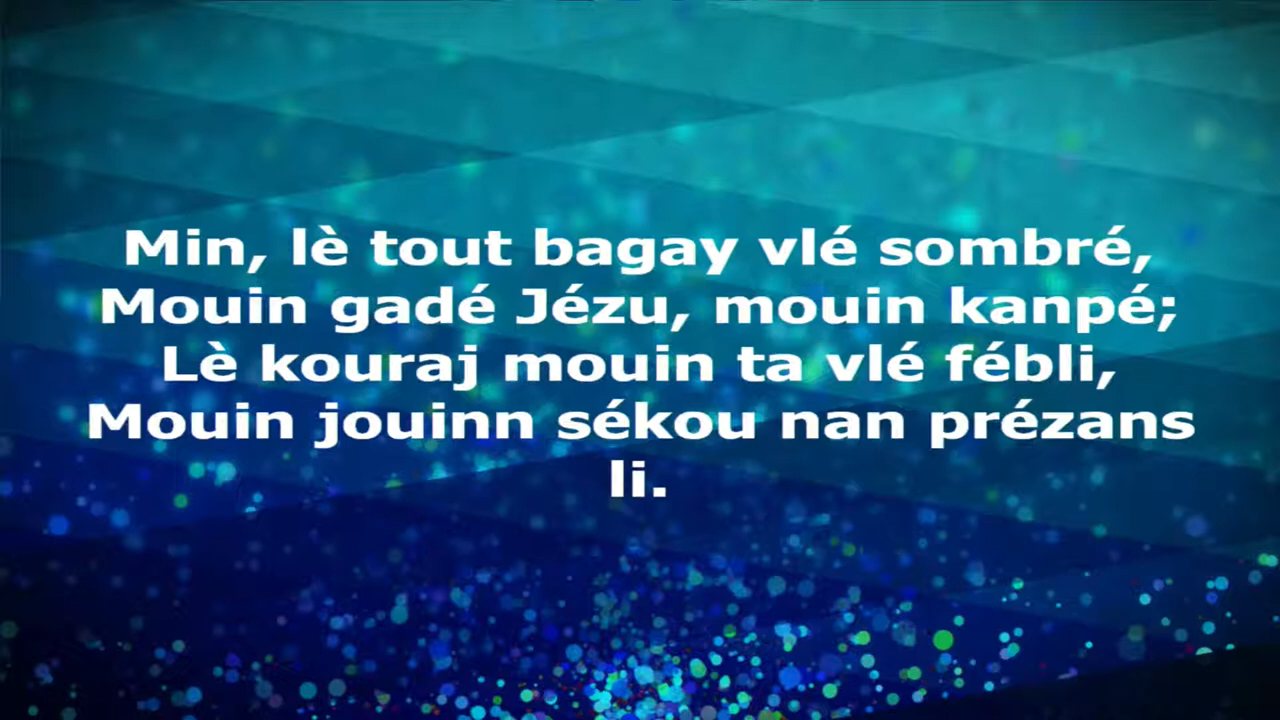 Min, lè tout bagay vlé sombré,
Mouin gadé Jézu, mouin kanpé;
Lè kouraj mouin ta vlé fébli,
Mouin jouinn sékou nan prézans
li.